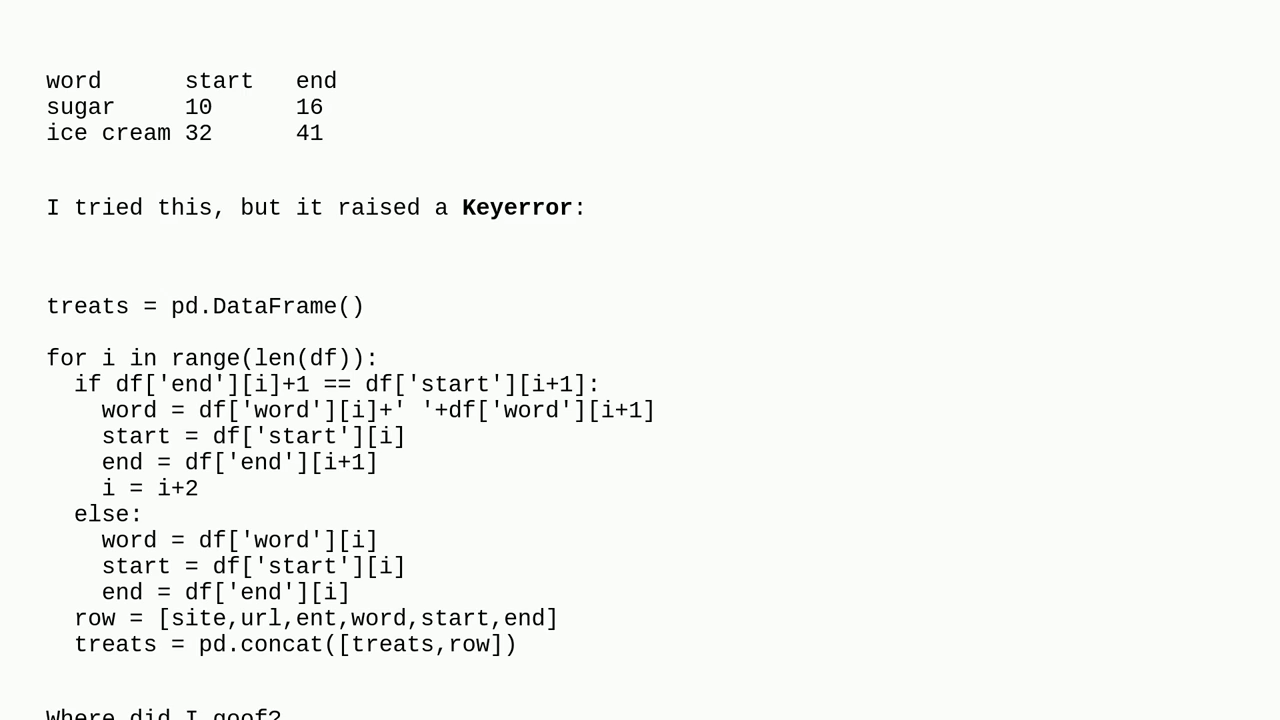 word      start   end
sugar     10      16
ice cream 32      41
I tried this, but it raised a Keyerror:
treats = pd.DataFrame()
for i in range(len(df)):
  if df['end'][i]+1 == df['start'][i+1]:
    word = df['word'][i]+' '+df['word'][i+1]
    start = df['start'][i]
    end = df['end'][i+1]
    i = i+2
  else:
    word = df['word'][i]
    start = df['start'][i]
    end = df['end'][i]
  row = [site,url,ent,word,start,end]
  treats = pd.concat([treats,row])
Where did I goof?